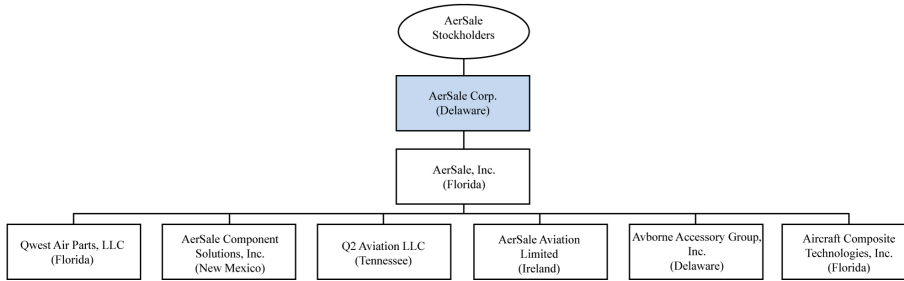 AerSale
Stockholders
AerSale Corp.
(Delaware)
AerSale, Inc.
(Florida)
Qwest Air Parts, LLC
(Florida)
AerSale Component
Solutions, Inc.
(New Mexico)
Q2 Aviation LLC
(Tennessee)
AerSale Aviation
Limited
(Ireland)
Avborne Accessory Group,
Inc.
(Delaware)
Aircraft Composite
Technologies, Inc.
(Florida)